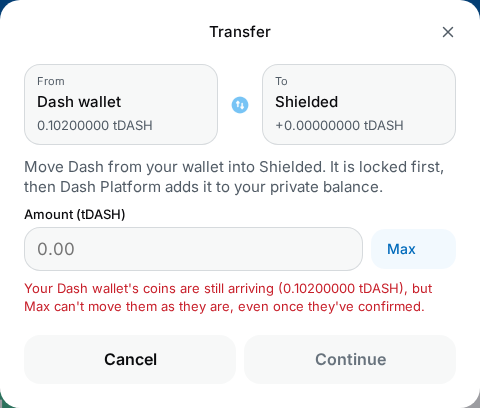 Transfer
From
Dash wallet
0.10200000 tDASH
To
Shielded
+0.00000000 tDASH
Move Dash from your wallet into Shielded. It is locked first,
then Dash Platform adds it to your private balance.
Amount (tDASH)
0.00
Max
Your Dash wallet's coins are still arriving (0.10200000 tDASH), but
Max can't move them as they are, even once they've confirmed.
Cancel
Continue